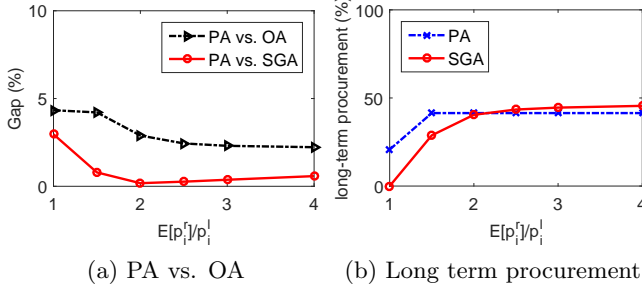 Gap (%)
10
5
0
PA vs. OA
PA vs. SGA
1
2
3
4
E[p_i^r]/p_i^l
(a) PA vs. OA
long-term procurement (%)
100
50
0
PA
SGA
1
2
3
4
E[p_i^r]/p_i^l
(b) Long term procurement